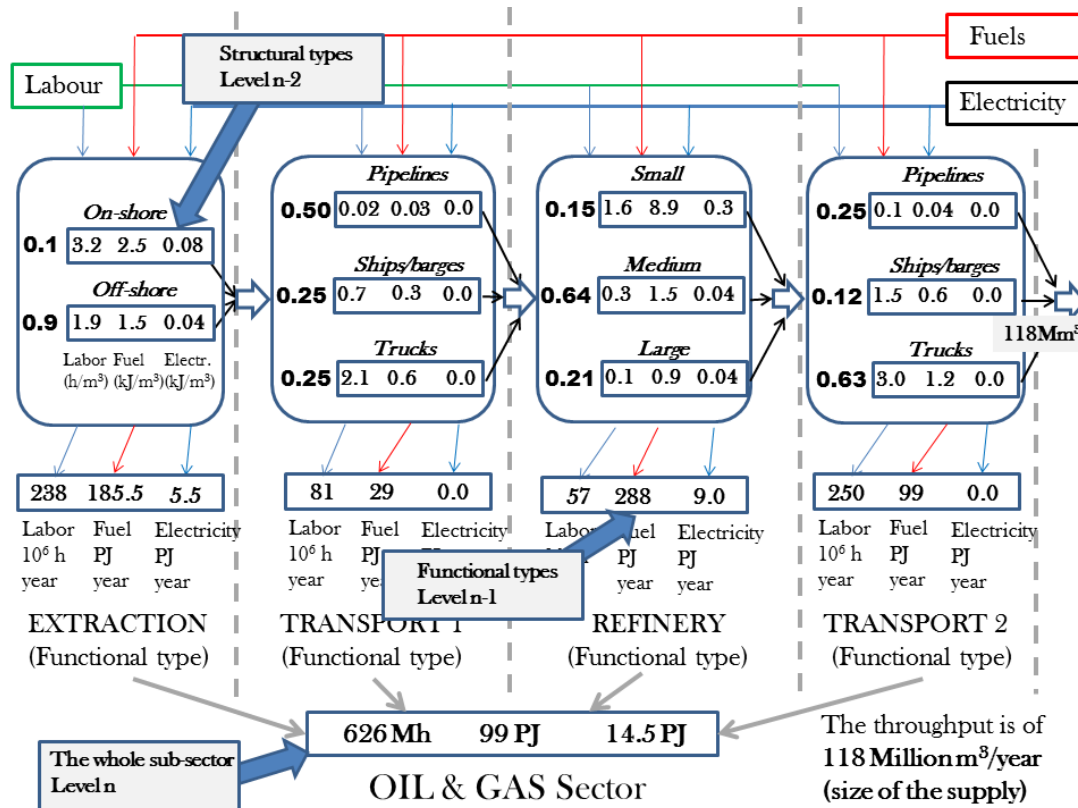 Structural types
Level n-2
Fuels
Labour
Electricity
On-shore
0.1 3.2 2.5 0.08
Off-shore
0.9 1.9 1.5 0.04
Labor Fuel Electr.
(h/m³) (kJ/m³) (kJ/m³)
Pipelines
0.50 0.02 0.03 0.0
Ships/barges
0.25 0.7 0.3 0.0
Trucks
0.25 2.1 0.6 0.0
Small
0.15 1.6 8.9 0.3
Medium
0.64 0.3 1.5 0.04
Large
0.21 0.1 0.9 0.04
Pipelines
0.25 0.1 0.04 0.0
Ships/barges
0.12 1.5 0.6 0.0
118Mm³
Trucks
0.63 3.0 1.2 0.0
238 185.5 5.5
Labor Fuel Electricity
10⁶ h PJ PJ
year year year
EXTRACTION
(Functional type)
81 29 0.0
Labor Fuel Electricity
10⁶ h PJ
year year
TRANSPORT 1
(Functional type)
57 288 9.0
Labor Fuel Electricity
PJ PJ
year year
Functional types
Level n-1
REFINERY
(Functional type)
250 99 0.0
Labor Fuel Electricity
10⁶ h PJ PJ
year year year
TRANSPORT 2
(Functional type)
626 Mh 99 PJ 14.5 PJ
The whole sub-sector
Level n
OIL & GAS Sector
The throughput is of
118 Million m³/year
(size of the supply)